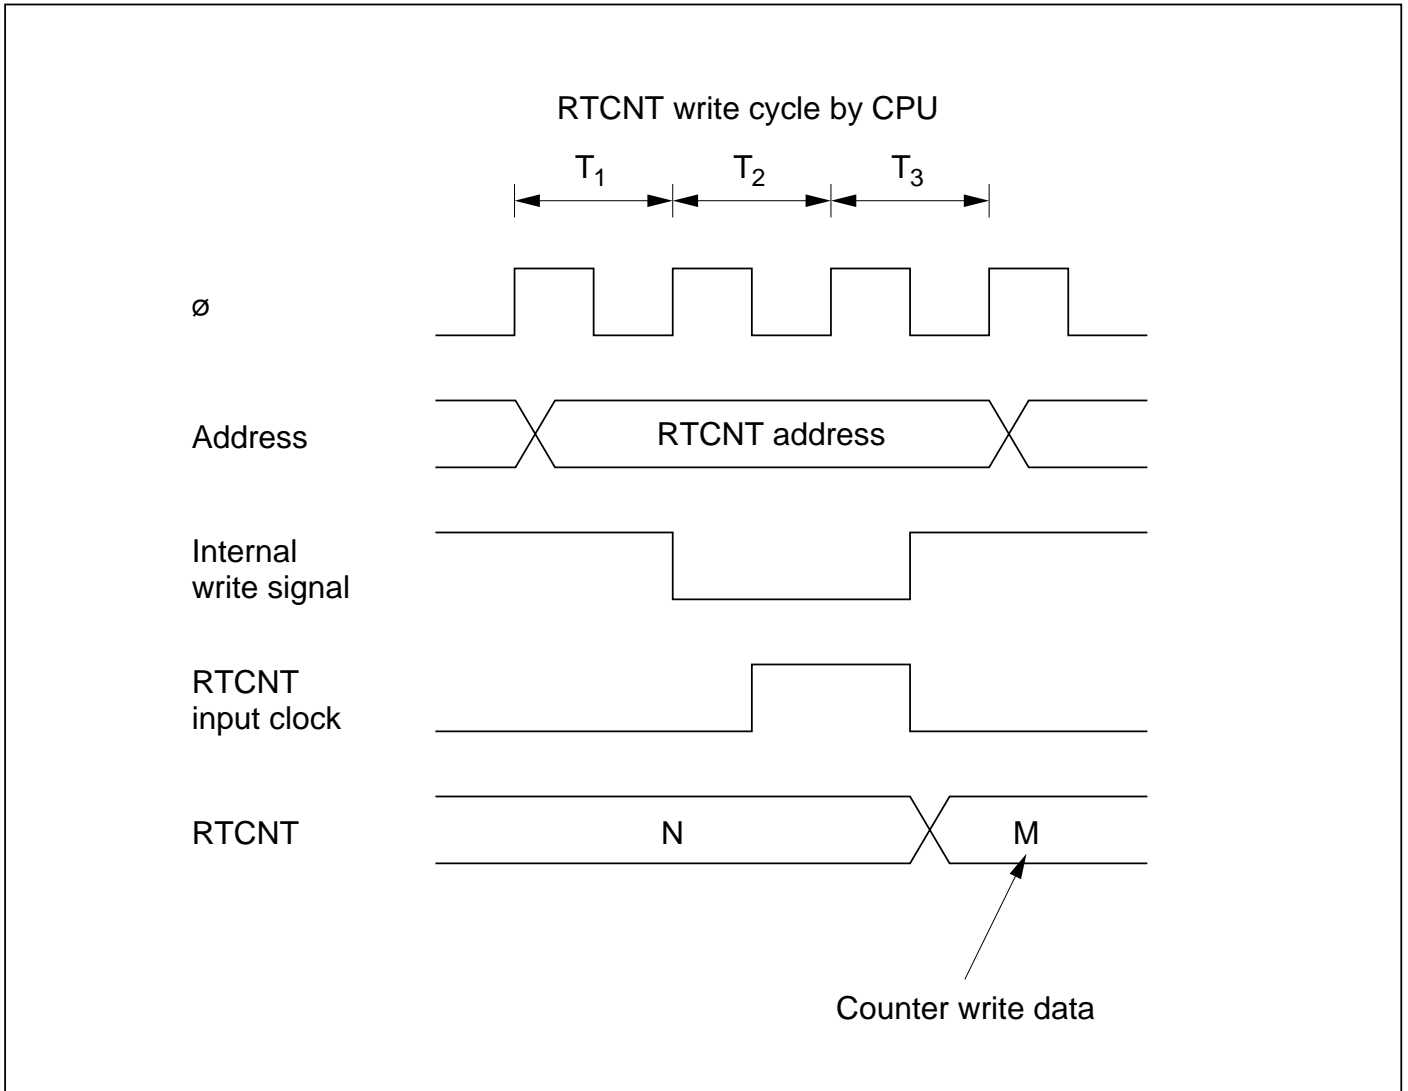 RTCNT write cycle by CPU
T1 T2 T3
ø
Address
RTCNT address
Internal
write signal
RTCNT
input clock
RTCNT
N
M
Counter write data